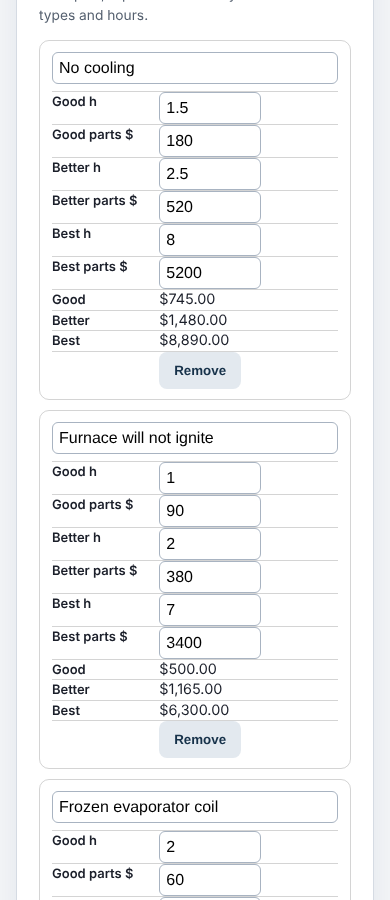 types and hours.
No cooling
Good h 1.5
Good parts $ 180
Better h 2.5
Better parts $ 520
Best h 8
Best parts $ 5200
Good $745.00
Better $1,480.00
Best $8,890.00
Remove
Furnace will not ignite
Good h 1
Good parts $ 90
Better h 2
Better parts $ 380
Best h 7
Best parts $ 3400
Good $500.00
Better $1,165.00
Best $6,300.00
Remove
Frozen evaporator coil
Good h 2
Good parts $ 60